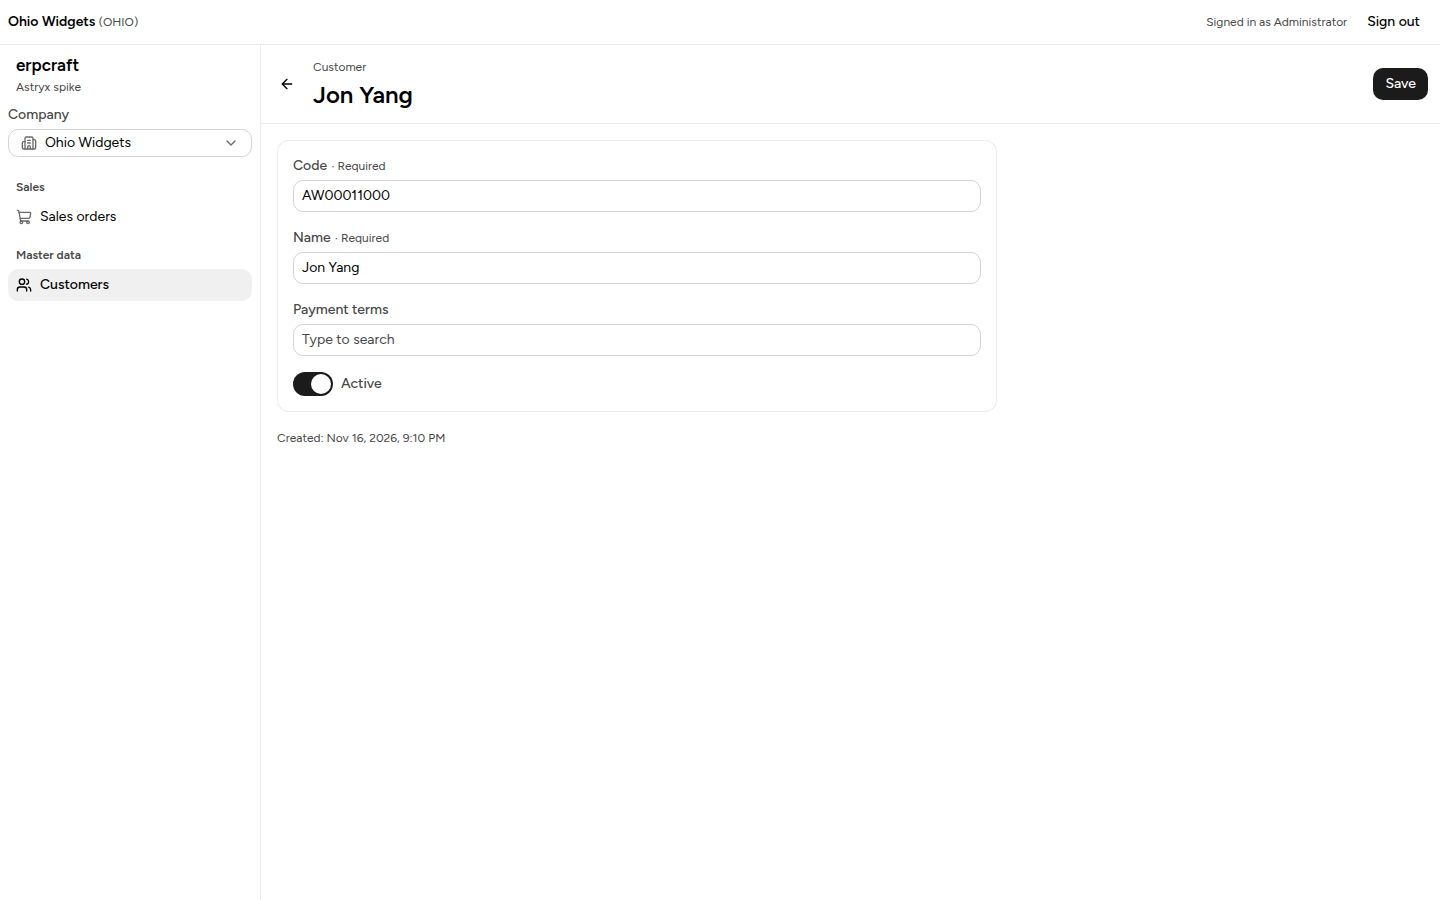 Ohio Widgets (OHIO)
Signed in as Administrator
Sign out
erpcraft
Astryx spike
Company
Ohio Widgets
Sales
Sales orders
Master data
Customers
Customer
Jon Yang
Save
Code · Required
AW00011000
Name · Required
Jon Yang
Payment terms
Type to search
Active
Created: Nov 16, 2026, 9:10 PM